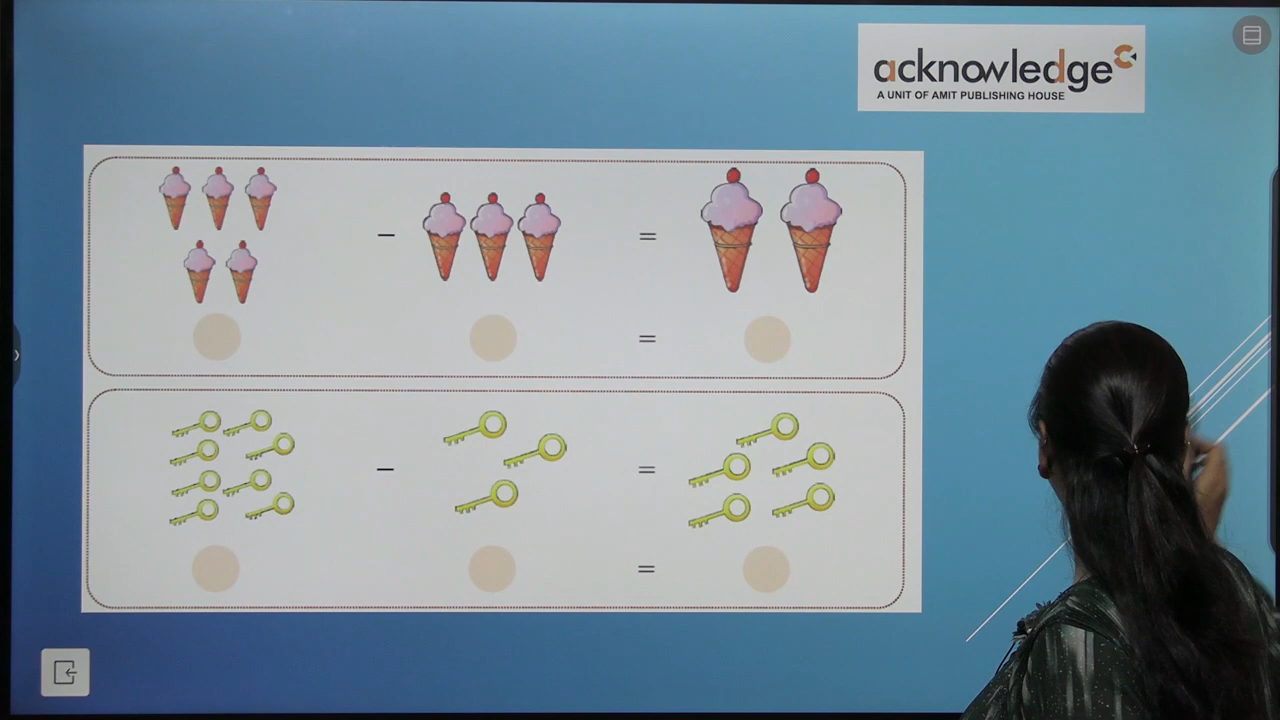 acknowledge
A UNIT OF AMIT PUBLISHING HOUSE
− =
=
− =
=